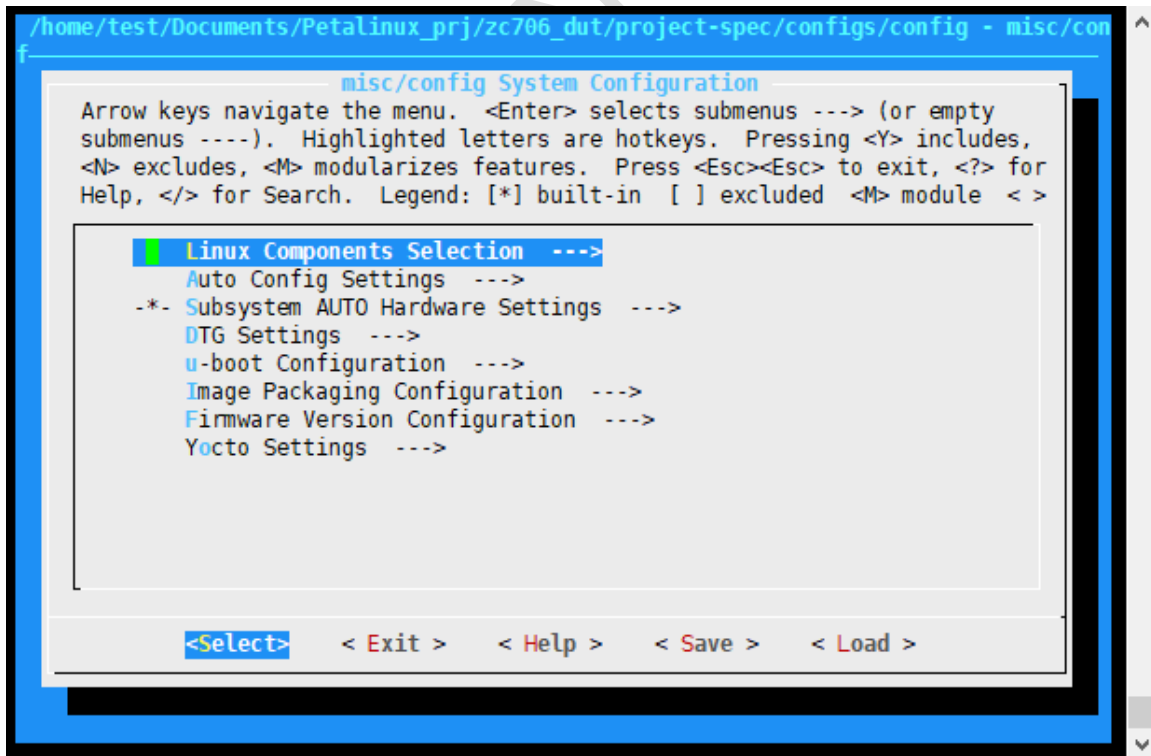 /home/test/Documents/Petalinux_prj/zc706_dut/project-spec/configs/config - misc/con
f
misc/config System Configuration
Arrow keys navigate the menu.  <Enter> selects submenus ---> (or empty
submenus ----).  Highlighted letters are hotkeys.  Pressing <Y> includes,
<N> excludes, <M> modularizes features.  Press <Esc><Esc> to exit, <?> for
Help, </> for Search.  Legend: [*] built-in  [ ] excluded  <M> module  < >
Linux Components Selection  --->
Auto Config Settings  --->
-*- Subsystem AUTO Hardware Settings  --->
DTG Settings  --->
u-boot Configuration  --->
Image Packaging Configuration  --->
Firmware Version Configuration  --->
Yocto Settings  --->
<Select>    < Exit >    < Help >    < Save >    < Load >